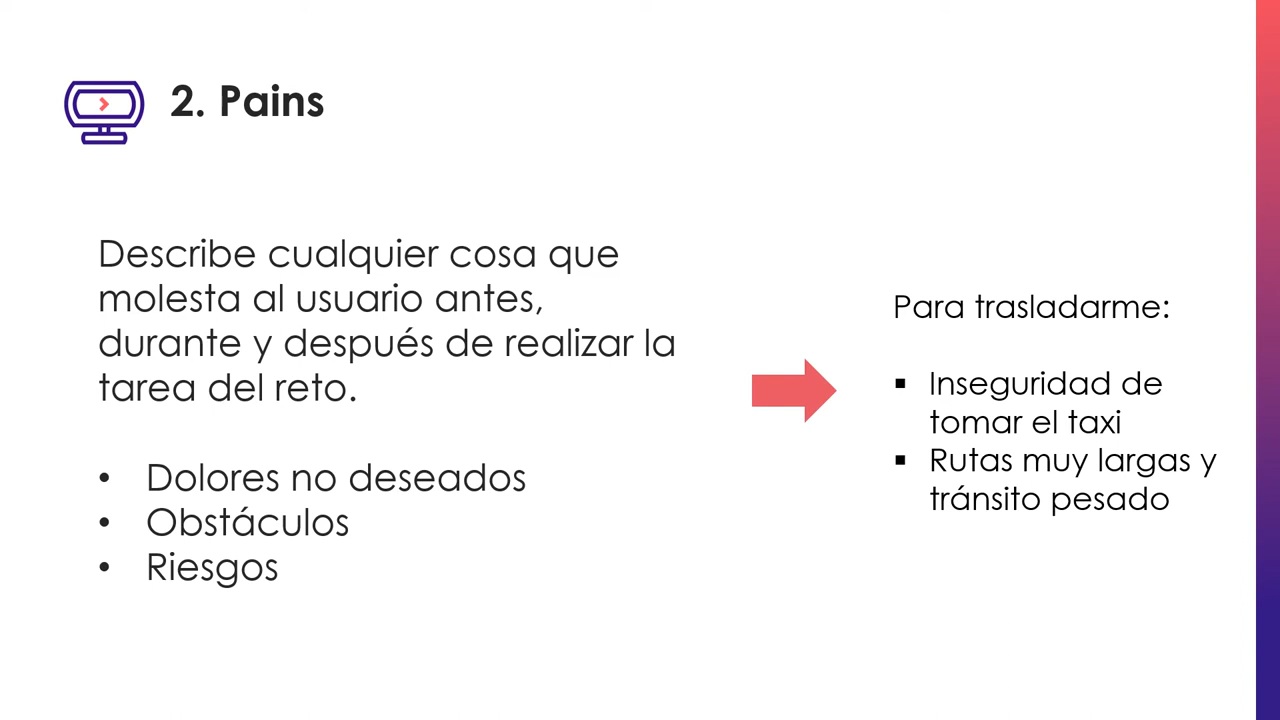 2. Pains
Describe cualquier cosa que
molesta al usuario antes,
durante y después de realizar la
tarea del reto.
• Dolores no deseados
• Obstáculos
• Riesgos
Para trasladarme:
▪ Inseguridad de
tomar el taxi
▪ Rutas muy largas y
tránsito pesado